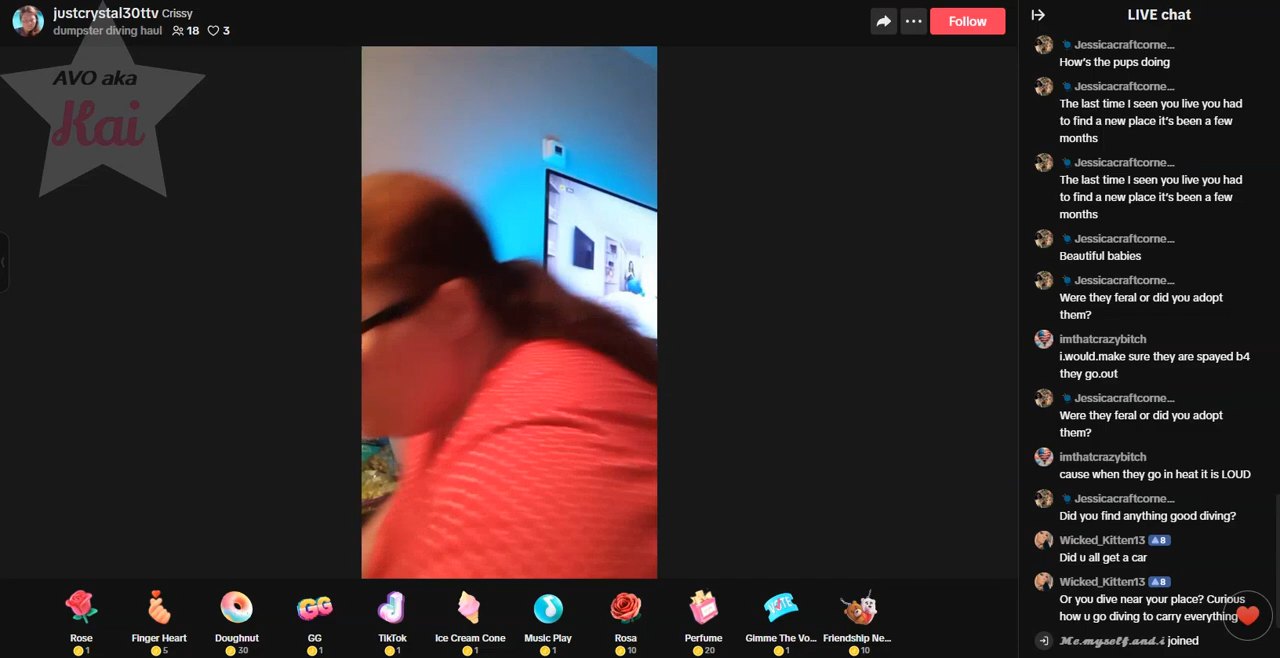 justcrystal30ttv Crissy
dumpster diving haul 18 3
Follow
AVO aka
Kai
LIVE chat
Jessicacraftcorne...
How's the pups doing
Jessicacraftcorne...
The last time I seen you live you had
to find a new place it's been a few
months
Jessicacraftcorne...
The last time I seen you live you had
to find a new place it's been a few
months
Jessicacraftcorne...
Beautiful babies
Jessicacraftcorne...
Were they feral or did you adopt
them?
imthatcrazybitch
i.would.make sure they are spayed b4
they go.out
Jessicacraftcorne...
Were they feral or did you adopt
them?
imthatcrazybitch
cause when they go in heat it is LOUD
Jessicacraftcorne...
Did you find anything good diving?
Wicked_Kitten13 8
Did u all get a car
Wicked_Kitten13 8
Or you dive near your place? Curious
how u go diving to carry everything
𝓜𝓮.𝓶𝔂𝓼𝓮𝓵𝓯.𝓪𝓷𝓭.𝓲 joined
Rose
1
Finger Heart
5
Doughnut
30
GG
GG
1
TikTok
1
Ice Cream Cone
1
Music Play
1
Rosa
10
Perfume
20
VOTE
Gimme The Vo...
1
Friendship Ne...
10